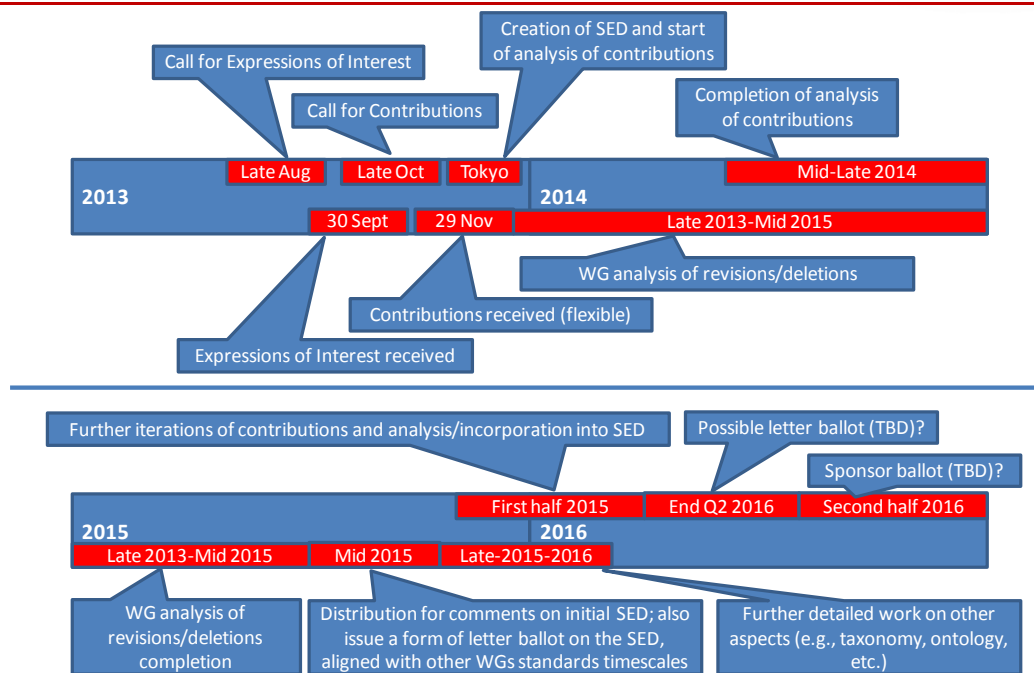 Creation of SED and start
of analysis of contributions
Call for Expressions of Interest
Call for Contributions
Completion of analysis
of contributions
Late Aug
Late Oct
Tokyo
Mid-Late 2014
2013
2014
30 Sept
29 Nov
Late 2013-Mid 2015
WG analysis of revisions/deletions
Contributions received (flexible)
Expressions of Interest received
Further iterations of contributions and analysis/incorporation into SED
Possible letter ballot (TBD)?
Sponsor ballot (TBD)?
First half 2015
End Q2 2016
Second half 2016
2015
2016
Late 2013-Mid 2015
Mid 2015
Late-2015-2016
WG analysis of
revisions/deletions
completion
Distribution for comments on initial SED; also
issue a form of letter ballot on the SED,
aligned with other WGs standards timescales
Further detailed work on other
aspects (e.g., taxonomy, ontology,
etc.)